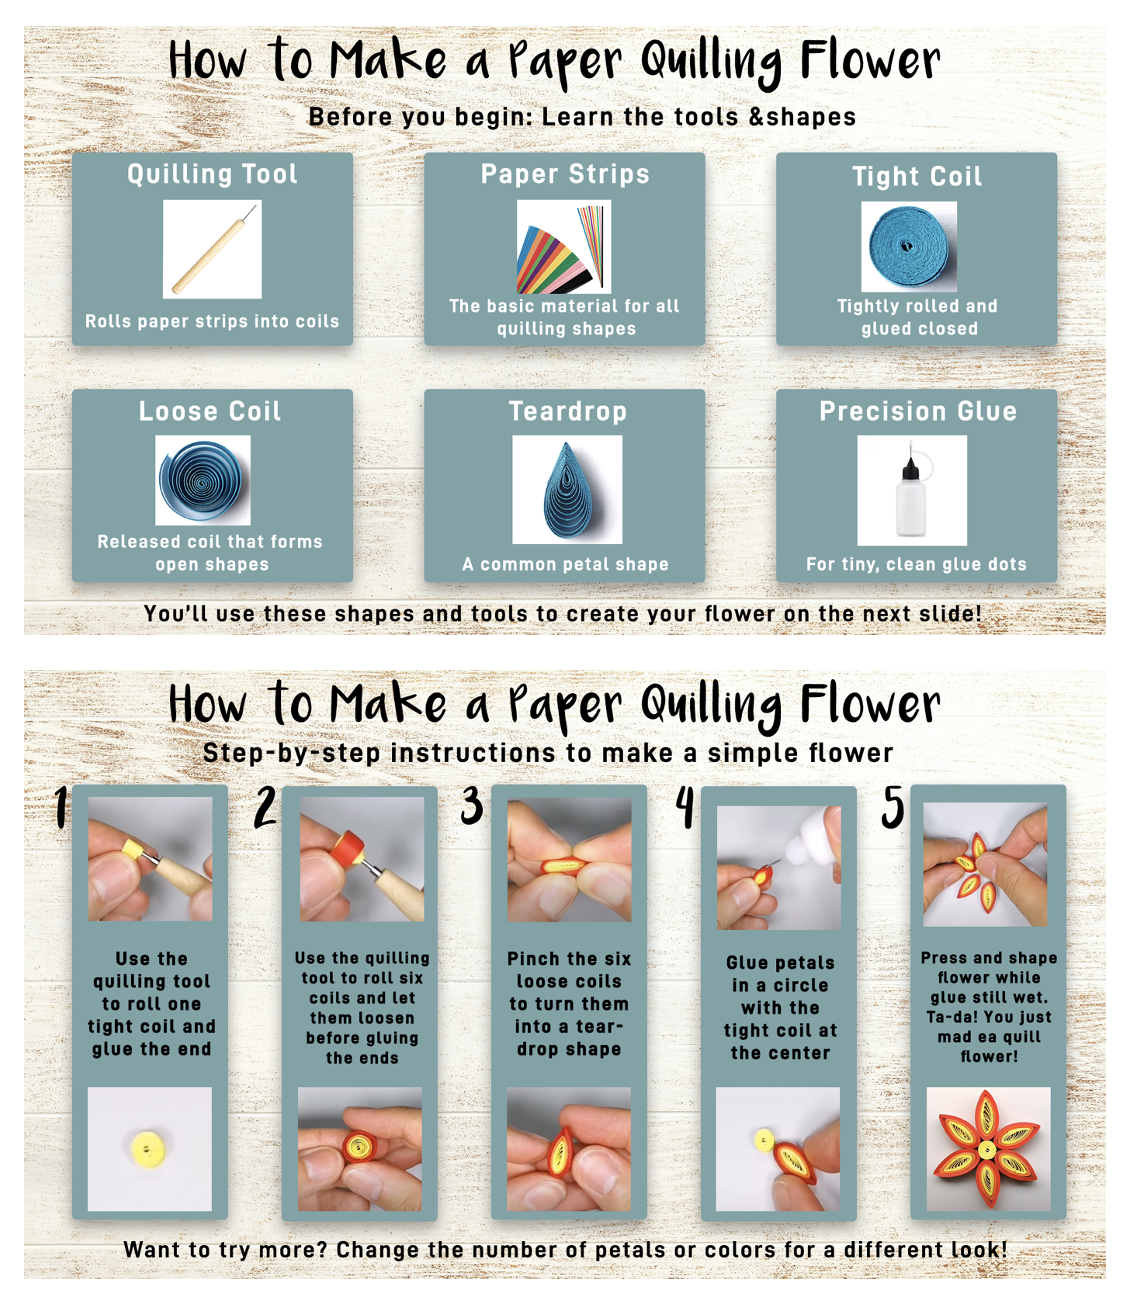 How to Make a Paper Quilling Flower
Before you begin: Learn the tools &shapes
Quilling Tool
Rolls paper strips into coils
Paper Strips
The basic material for all
quilling shapes
Tight Coil
Tightly rolled and
glued closed
Loose Coil
Released coil that forms
open shapes
Teardrop
A common petal shape
Precision Glue
For tiny, clean glue dots
You'll use these shapes and tools to create your flower on the next slide!
How to Make a Paper Quilling Flower
Step-by-step instructions to make a simple flower
1
Use the
quilling tool
to roll one
tight coil and
glue the end
2
Use the quilling
tool to roll six
coils and let
them loosen
before gluing
the ends
3
Pinch the six
loose coils
to turn them
into a tear-
drop shape
4
Glue petals
in a circle
with the
tight coil at
the center
5
Press and shape
flower while
glue still wet.
Ta-da! You just
mad ea quill
flower!
Want to try more? Change the number of petals or colors for a different look!